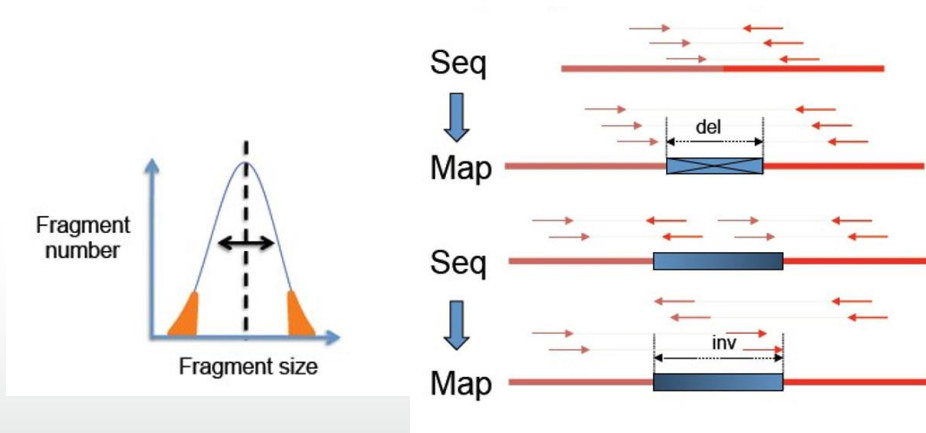 Fragment
number
Fragment size
Seq
del
Map
Seq
inv
Map